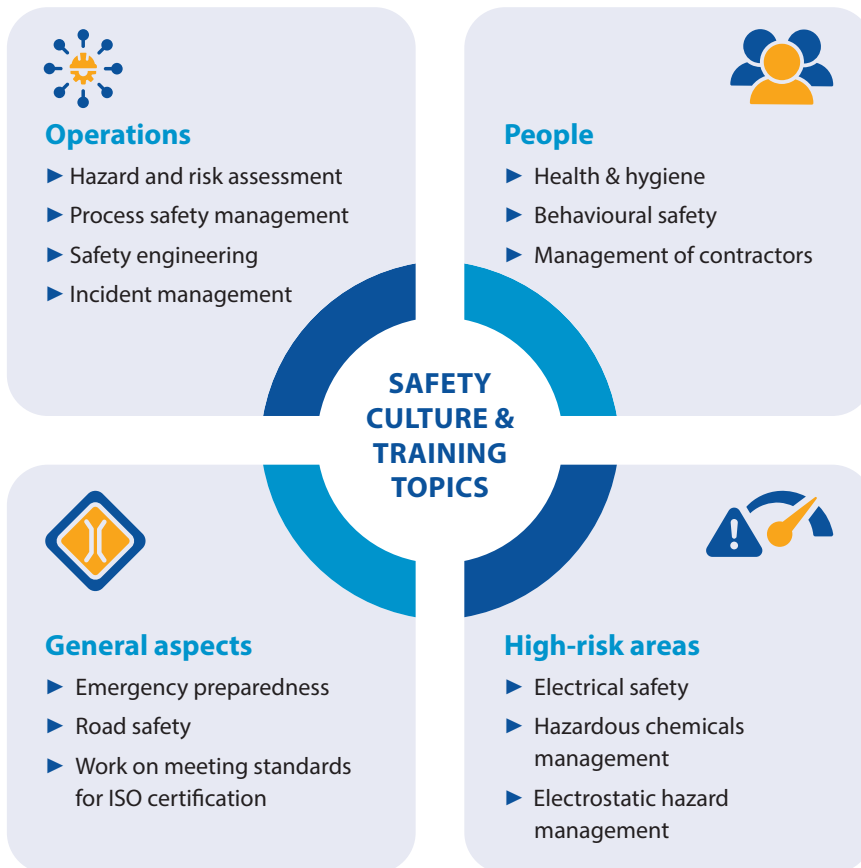 Operations
► Hazard and risk assessment
► Process safety management
► Safety engineering
► Incident management
People
► Health & hygiene
► Behavioural safety
► Management of contractors
SAFETY
CULTURE &
TRAINING
TOPICS
General aspects
► Emergency preparedness
► Road safety
► Work on meeting standards
for ISO certification
High-risk areas
► Electrical safety
► Hazardous chemicals
management
► Electrostatic hazard
management